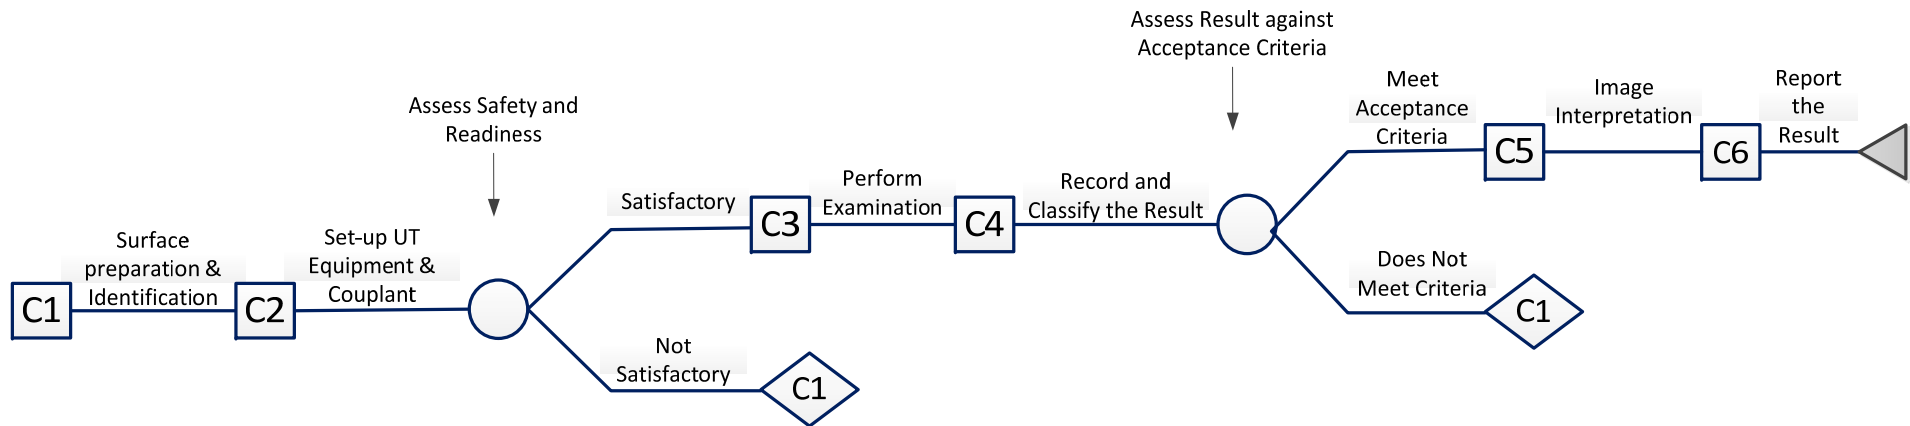 Assess Result against
Acceptance Criteria
Meet
Acceptance
Criteria
Image
Interpretation
Report
the
Result
Assess Safety and
Readiness
C5
C6
Satisfactory
Perform
Examination
Record and
Classify the Result
C3
C4
Surface
preparation &
Identification
Set-up UT
Equipment &
Couplant
Does Not
Meet Criteria
C1
C2
C1
Not
Satisfactory
C1